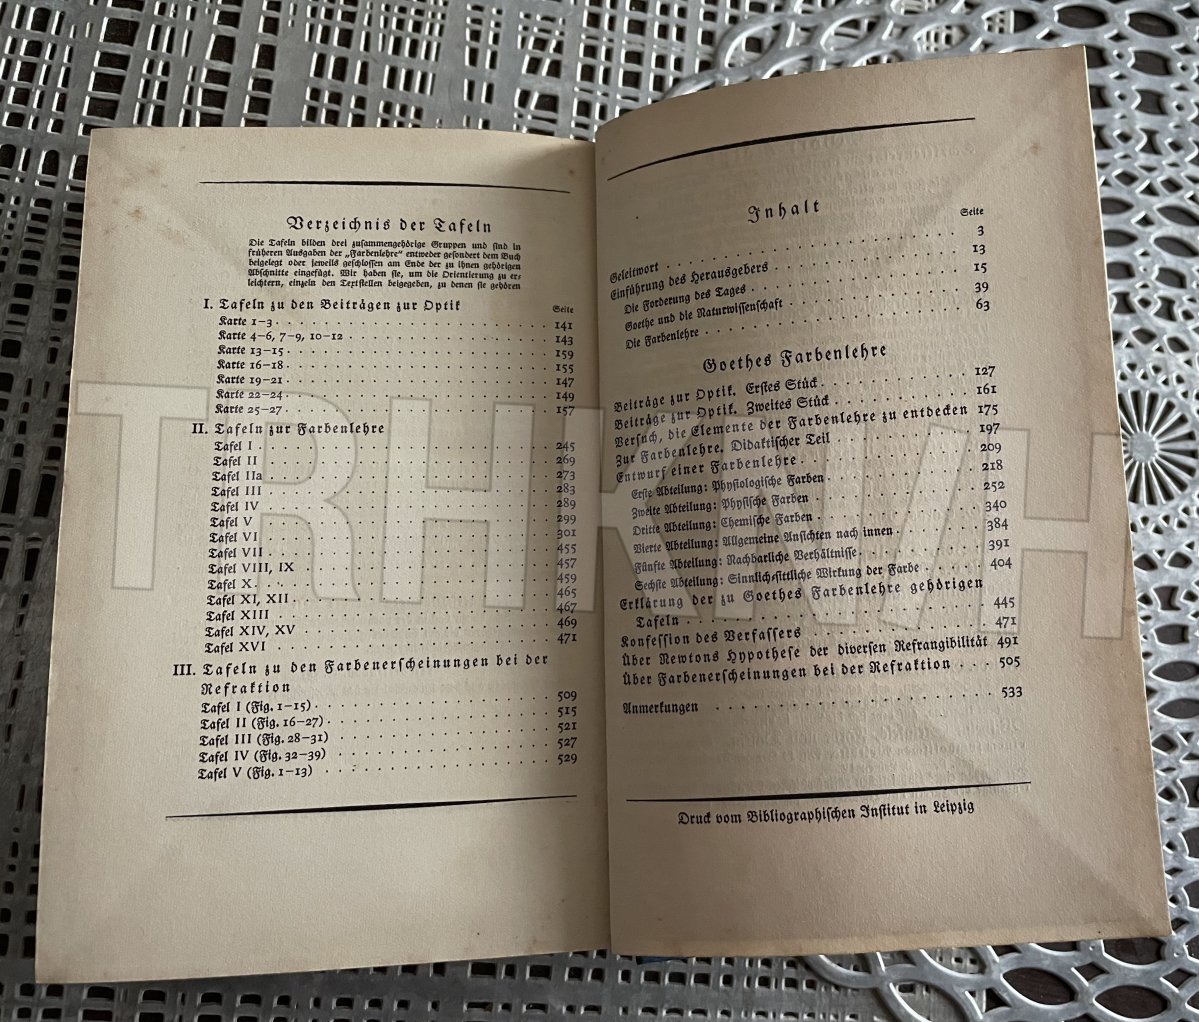 Verzeichnis der Tafeln
Die Tafeln bilden drei zusammengehörige Gruppen und sind in
früheren Ausgaben der „Farbenlehre“ entweder gesondert dem Buch
beigelegt oder jeweils geschlossen am Ende der zu ihnen gehörigen
Abschnitte eingefügt. Wir haben sie, um die Orientierung zu er-
leichtern, einzeln den Textstellen beigegeben, zu denen sie gehören
I. Tafeln zu den Beiträgen zur Optik Seite
Karte 1–3 141
Karte 4–6, 7–9, 10–12 143
Karte 13–15 159
Karte 16–18 155
Karte 19–21 147
Karte 22–24 149
Karte 25–27 157
II. Tafeln zur Farbenlehre
Tafel I 245
Tafel II 269
Tafel IIa 273
Tafel III 283
Tafel IV 289
Tafel V 299
Tafel VI 301
Tafel VII 455
Tafel VIII, IX 457
Tafel X 459
Tafel XI, XII 465
Tafel XIII 467
Tafel XIV, XV 469
Tafel XVI 471
III. Tafeln zu den Farbenerscheinungen bei der
Refraktion
Tafel I (Fig. 1–15) 509
Tafel II (Fig. 16–27) 515
Tafel III (Fig. 28–31) 521
Tafel IV (Fig. 32–39) 527
Tafel V (Fig. 1–13) 529
Inhalt
Seite
Geleitwort 3
Einführung des Herausgebers 13
Die Forderung des Tages 15
Goethe und die Naturwissenschaft 39
Die Farbenlehre 63
Goethes Farbenlehre
Beiträge zur Optik. Erstes Stück 127
Beiträge zur Optik. Zweites Stück 161
Versuch, die Elemente der Farbenlehre zu entdecken 175
Zur Farbenlehre. Didaktischer Teil 197
Entwurf einer Farbenlehre 209
Erste Abteilung: Physiologische Farben 218
Zweite Abteilung: Physische Farben 252
Dritte Abteilung: Chemische Farben 340
Vierte Abteilung: Allgemeine Ansichten nach innen 384
Fünfte Abteilung: Nachbarliche Verhältnisse 391
Sechste Abteilung: Sinnlich-sittliche Wirkung der Farbe 404
Erklärung der zu Goethes Farbenlehre gehörigen
Tafeln 445
Konfession des Verfassers 471
Über Newtons Hypothese der diversen Refrangibilität 491
Über Farbenerscheinungen bei der Refraktion 505
Anmerkungen 533
Druck vom Bibliographischen Institut in Leipzig